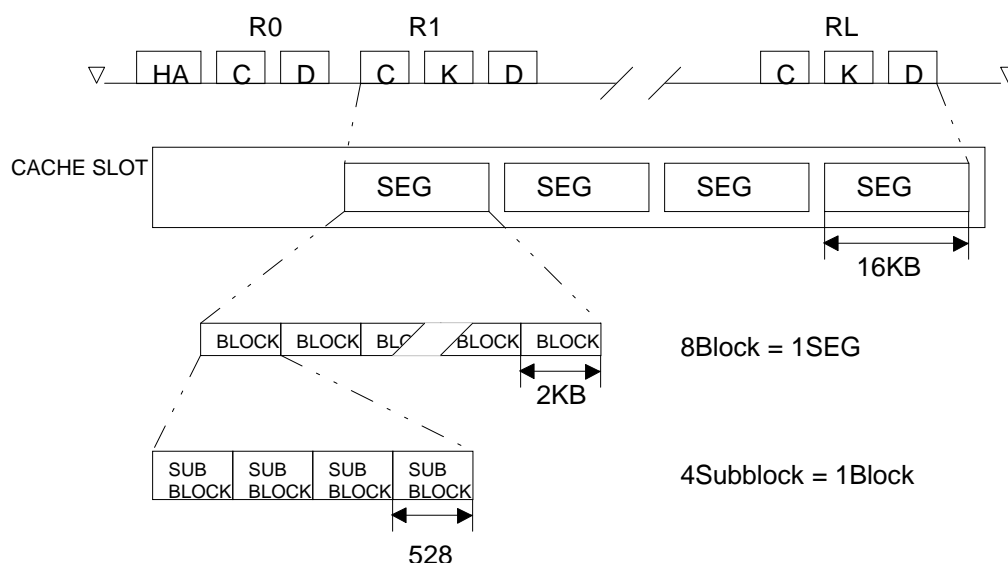 R0 R1 RL
HA C D C K D C K D
CACHE SLOT
SEG SEG SEG SEG
16KB
BLOCK BLOCK BLOCK BLOCK BLOCK
8Block = 1SEG
2KB
SUB SUB SUB SUB
BLOCK BLOCK BLOCK BLOCK
4Subblock = 1Block
528